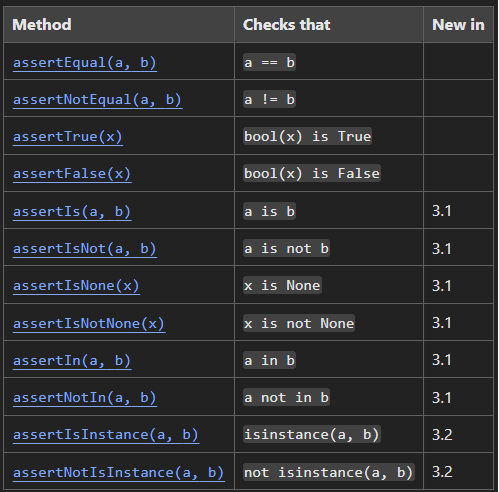 Method Checks that New in
assertEqual(a, b) a == b
assertNotEqual(a, b) a != b
assertTrue(x) bool(x) is True
assertFalse(x) bool(x) is False
assertIs(a, b) a is b 3.1
assertIsNot(a, b) a is not b 3.1
assertIsNone(x) x is None 3.1
assertIsNotNone(x) x is not None 3.1
assertIn(a, b) a in b 3.1
assertNotIn(a, b) a not in b 3.1
assertIsInstance(a, b) isinstance(a, b) 3.2
assertNotIsInstance(a, b) not isinstance(a, b) 3.2